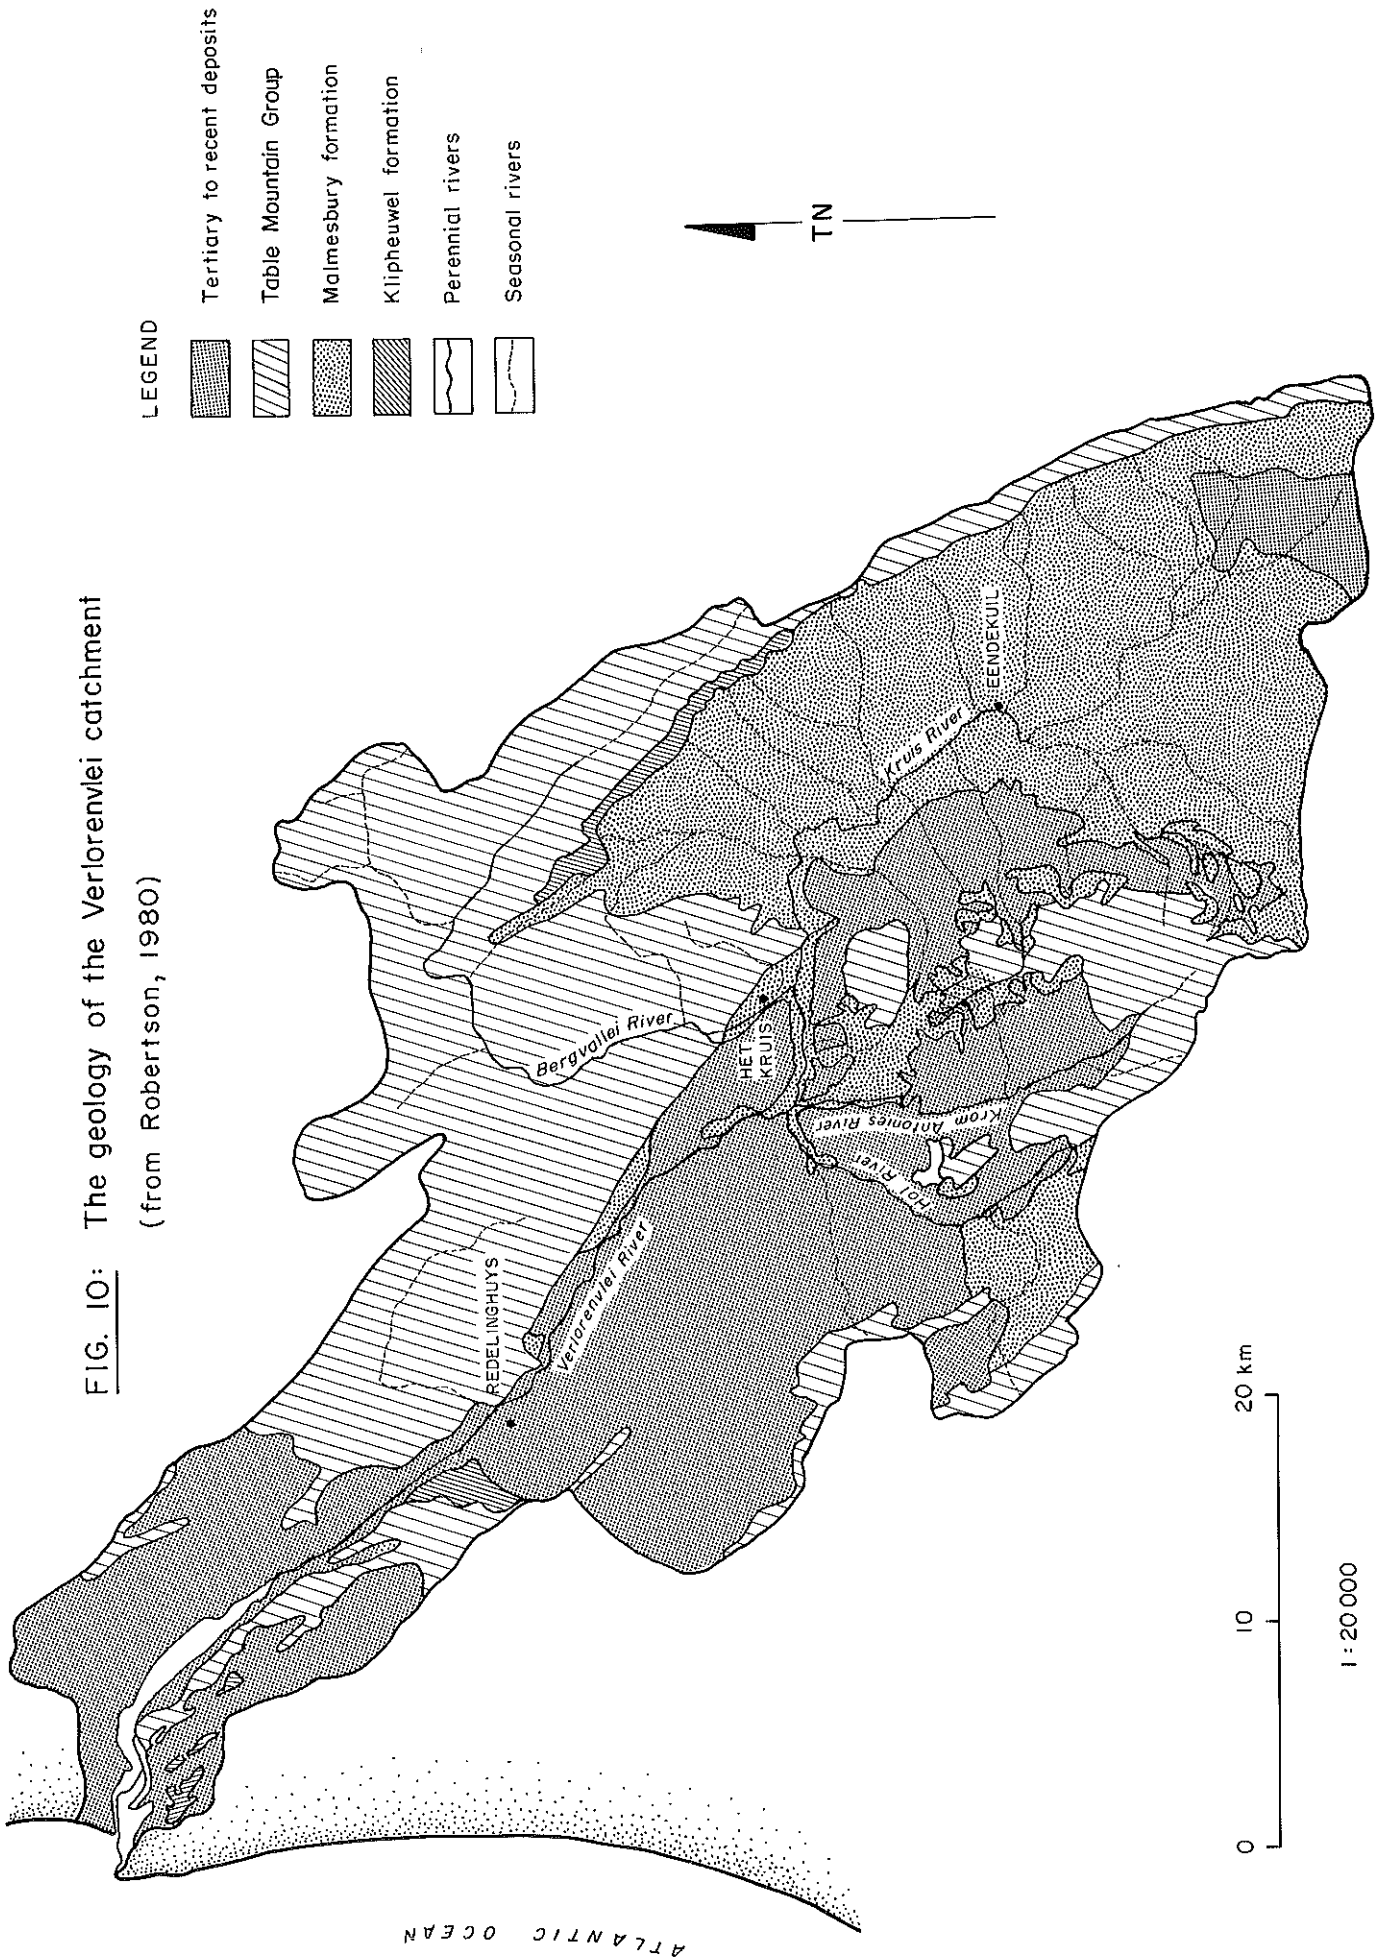 FIG. 10: The geology of the Verlorenvlei catchment
(from Robertson, 1980)
LEGEND
Tertiary to recent deposits
Table Mountain Group
Malmesbury formation
Klipheuwel formation
Perennial rivers
Seasonal rivers
TN
ATLANTIC OCEAN
REDELINGHUYS
Verlorenvlei River
Bergvallei River
HET
KRUIS
Kruis River
EENDEKUIL
Krom Antonies River
Hol River
0 10 20 km
1:20 000